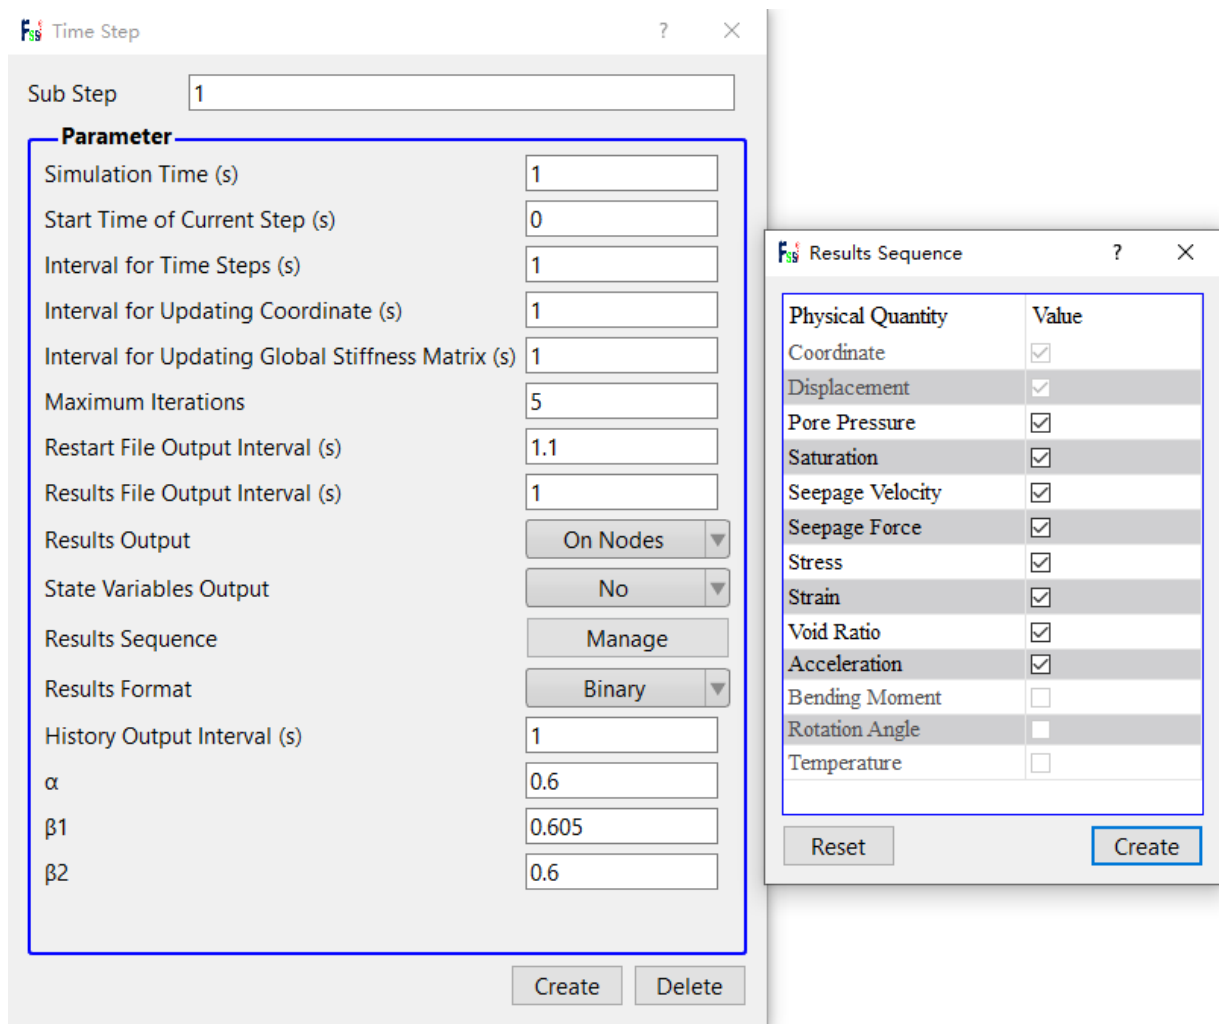 Fssi Time Step ? ×
Sub Step 1
Parameter
Simulation Time (s) 1
Start Time of Current Step (s) 0
Interval for Time Steps (s) 1
Interval for Updating Coordinate (s) 1
Interval for Updating Global Stiffness Matrix (s) 1
Maximum Iterations 5
Restart File Output Interval (s) 1.1
Results File Output Interval (s) 1
Results Output On Nodes
State Variables Output No
Results Sequence Manage
Results Format Binary
History Output Interval (s) 1
α 0.6
β1 0.605
β2 0.6
Create Delete
Fssi Results Sequence ? ×
Physical Quantity Value
Coordinate
Displacement
Pore Pressure
Saturation
Seepage Velocity
Seepage Force
Stress
Strain
Void Ratio
Acceleration
Bending Moment
Rotation Angle
Temperature
Reset Create